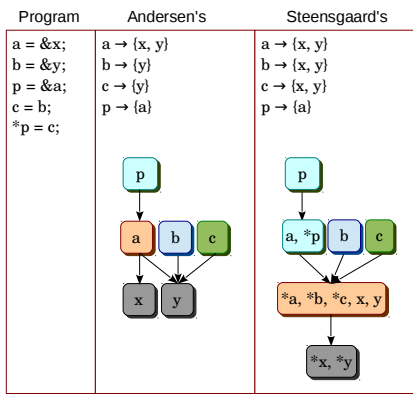 Program
a = &x;
b = &y;
p = &a;
c = b;
*p = c;
Andersen's
a → {x, y}
b → {y}
c → {y}
p → {a}
p
a b c
x y
Steensgaard's
a → {x, y}
b → {x, y}
c → {x, y}
p → {a}
p
a, *p b c
*a, *b, *c, x, y
*x, *y